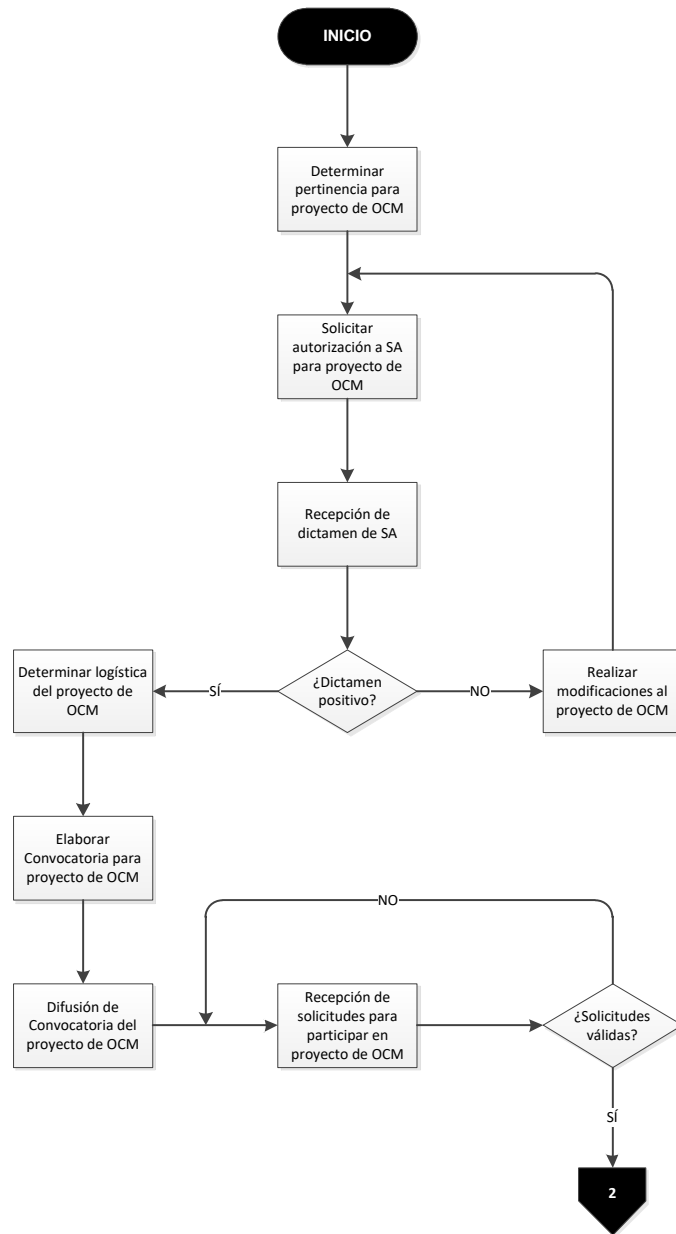 INICIO
Determinar
pertinencia para
proyecto de OCM
Solicitar
autorización a SA
para proyecto de
OCM
Recepción de
dictamen de SA
¿Dictamen
positivo?
SÍ
NO
Determinar logística
del proyecto de
OCM
Realizar
modificaciones al
proyecto de OCM
Elaborar
Convocatoria para
proyecto de OCM
NO
Difusión de
Convocatoria del
proyecto de OCM
Recepción de
solicitudes para
participar en
proyecto de OCM
¿Solicitudes
válidas?
SÍ
2